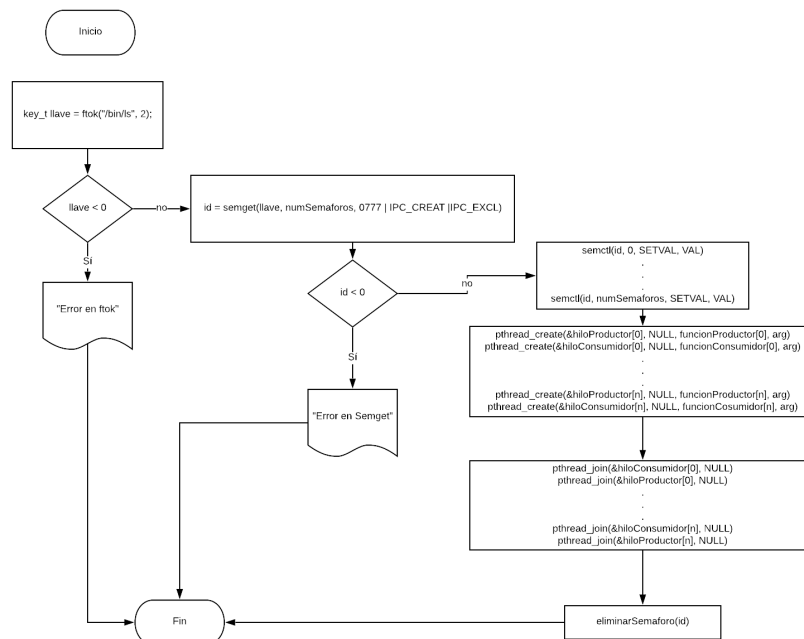 Inicio
key_t llave = ftok("/bin/ls", 2);
llave < 0
no
id = semget(llave, numSemaforos, 0777 | IPC_CREAT |IPC_EXCL)
Sí
"Error en ftok"
id < 0
no
semctl(id, 0, SETVAL, VAL)
.
.
.
semctl(id, numSemaforos, SETVAL, VAL)
Sí
"Error en Semget"
pthread_create(&hiloProductor[0], NULL, funcionProductor[0], arg)
pthread_create(&hiloConsumidor[0], NULL, funcionConsumidor[0], arg)
.
.
.
pthread_create(&hiloProductor[n], NULL, funcionProductor[n], arg)
pthread_create(&hiloConsumidor[n], NULL, funcionCosumidor[n], arg)
pthread_join(&hiloConsumidor[0], NULL)
pthread_join(&hiloProductor[0], NULL)
.
.
.
pthread_join(&hiloConsumidor[n], NULL)
pthread_join(&hiloProductor[n], NULL)
eliminarSemaforo(id)
Fin